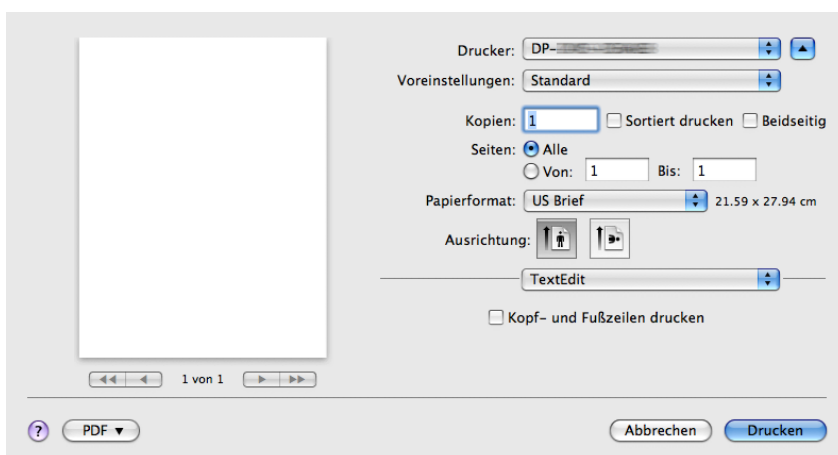 Drucker: DP-
Voreinstellungen: Standard
Kopien: 1 Sortiert drucken Beidseitig
Seiten: Alle
Von: 1 Bis: 1
Papierformat: US Brief 21.59 x 27.94 cm
Ausrichtung:
TextEdit
Kopf- und Fußzeilen drucken
1 von 1
? PDF ▼ Abbrechen Drucken